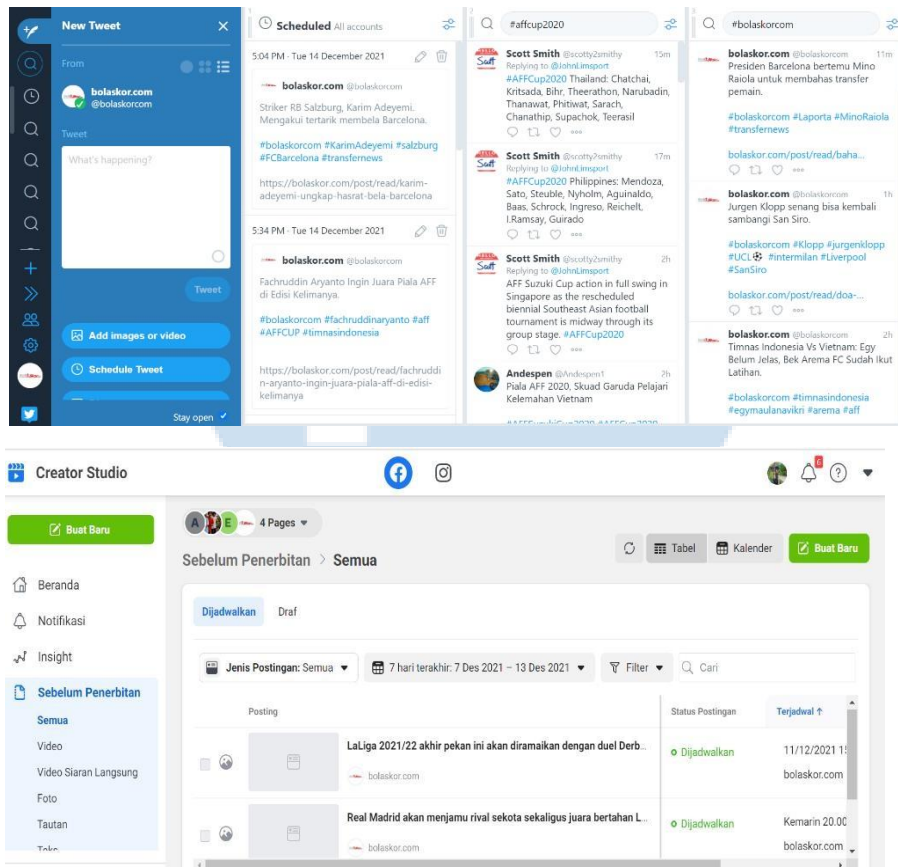 New Tweet
From
bolaskor.com
@bolaskorcom
Tweet
What's happening?
Tweet
Add images or video
Schedule Tweet
Stay open
Scheduled All accounts
5:04 PM · Tue 14 December 2021
bolaskor.com @bolaskorcom
Striker RB Salzburg, Karim Adeyemi.
Mengakui tertarik membela Barcelona.
#bolaskorcom #KarimAdeyemi #salzburg
#FCBarcelona #transfernews
https://bolaskor.com/post/read/karim-
adeyemi-ungkap-hasrat-bela-barcelona
5:34 PM · Tue 14 December 2021
bolaskor.com @bolaskorcom
Fachruddin Aryanto Ingin Juara Piala AFF
di Edisi Kelimanya.
#bolaskorcom #fachruddinaryanto #aff
#AFFCUP #timnasindonesia
https://bolaskor.com/post/read/fachruddi
n-aryanto-ingin-juara-piala-aff-di-edisi-
kelimanya
#affcup2020
Scott Smith @scotty2smithy 15m
Replying to @JohnLimsport
#AFFCup2020 Thailand: Chatchai,
Kritsada, Bihr, Theerathon, Narubadin,
Thanawat, Phitiwat, Sarach,
Chanathip, Supachok, Teerasil
Scott Smith @scotty2smithy 17m
Replying to @JohnLimsport
#AFFCup2020 Philippines: Mendoza,
Sato, Steuble, Nyholm, Aguinaldo,
Baas, Schrock, Ingreso, Reichelt,
I.Ramsay, Guirado
Scott Smith @scotty2smithy 2h
Replying to @JohnLimsport
AFF Suzuki Cup action in full swing in
Singapore as the rescheduled
biennial Southeast Asian football
tournament is midway through its
group stage. #AFFCup2020
Andespen @Andespen1 2h
Piala AFF 2020, Skuad Garuda Pelajari
Kelemahan Vietnam
#AFFSuzukiCup2020 #AFFCup2020
#bolaskorcom
bolaskor.com @bolaskorcom 11m
Presiden Barcelona bertemu Mino
Raiola untuk membahas transfer
pemain.
#bolaskorcom #Laporta #MinoRaiola
#transfernews
bolaskor.com/post/read/baha...
bolaskor.com @bolaskorcom 1h
Jurgen Klopp senang bisa kembali
sambangi San Siro.
#bolaskorcom #Klopp #jurgenklopp
#UCL⚽ #intermilan #Liverpool
#SanSiro
bolaskor.com/post/read/doa-...
bolaskor.com @bolaskorcom 2h
Timnas Indonesia Vs Vietnam: Egy
Belum Jelas, Bek Arema FC Sudah Ikut
Latihan.
#bolaskorcom #timnasindonesia
#egymaulanavikri #arema #aff
Creator Studio
6
Buat Baru
Beranda
Notifikasi
Insight
Sebelum Penerbitan
Semua
Video
Video Siaran Langsung
Foto
Tautan
A E 4 Pages
Sebelum Penerbitan > Semua
Tabel Kalender Buat Baru
Dijadwalkan Draf
Jenis Postingan: Semua 7 hari terakhir: 7 Des 2021 – 13 Des 2021 Filter Cari
Posting Status Postingan Terjadwal ↑
LaLiga 2021/22 akhir pekan ini akan diramaikan dengan duel Derb...
bolaskor.com
Dijadwalkan
11/12/2021
bolaskor.com
Real Madrid akan menjamu rival sekota sekaligus juara bertahan L...
bolaskor.com
Dijadwalkan
Kemarin 20.00
bolaskor.com